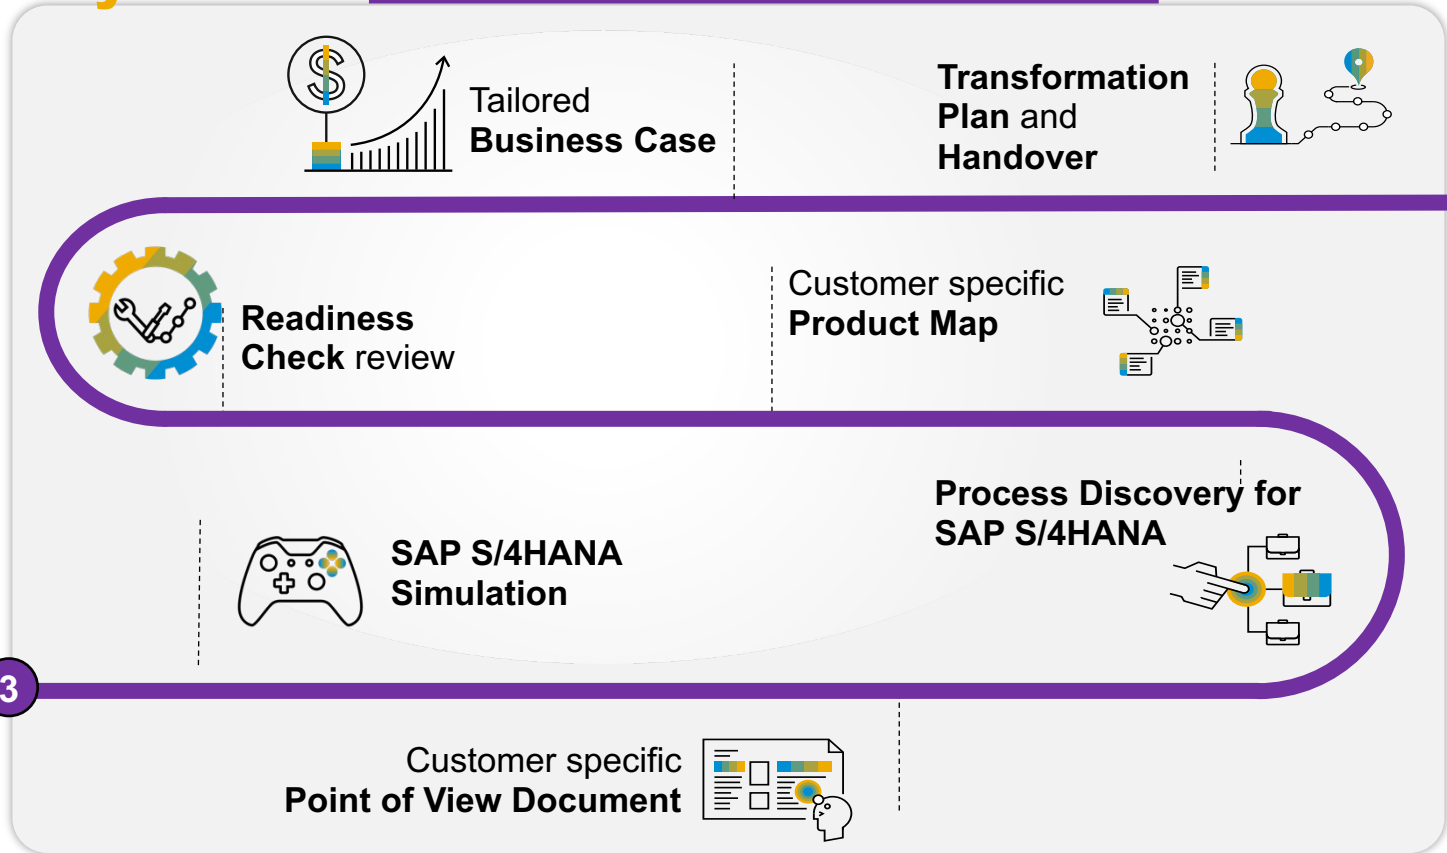 Tailored
Business Case
Transformation
Plan and
Handover
Readiness
Check review
Customer specific
Product Map
Process Discovery for
SAP S/4HANA
SAP S/4HANA
Simulation
3
Customer specific
Point of View Document